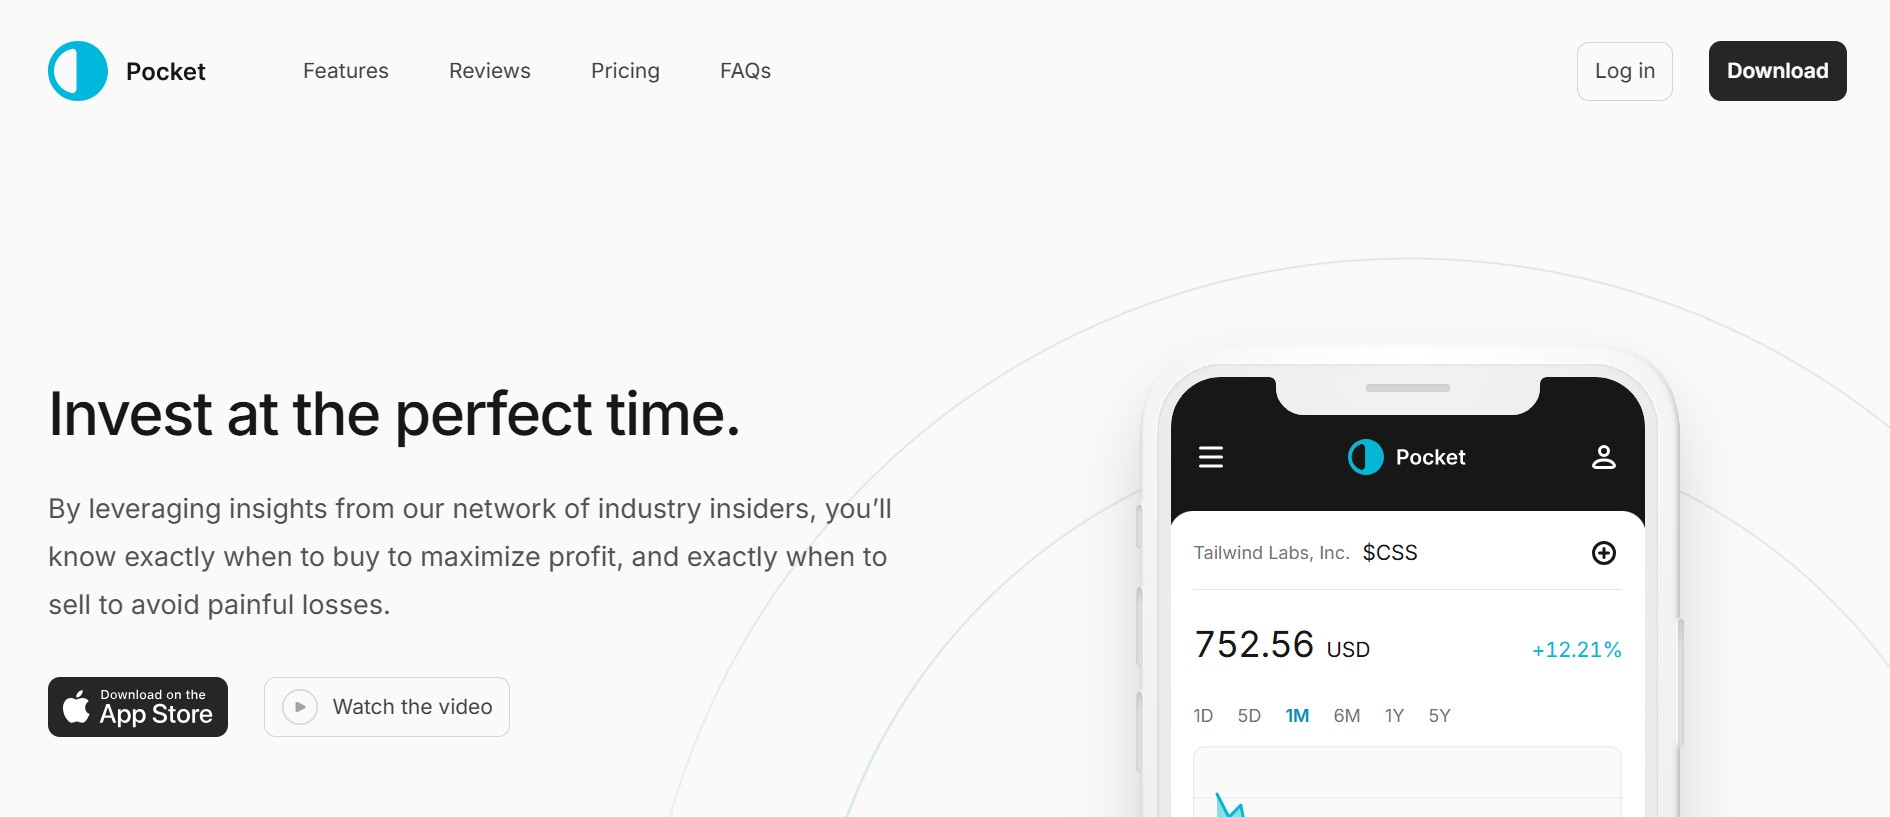 Pocket
Features
Reviews
Pricing
FAQs
Log in
Download
Invest at the perfect time.
By leveraging insights from our network of industry insiders, you’ll
know exactly when to buy to maximize profit, and exactly when to
sell to avoid painful losses.
Download on the
App Store
Watch the video
Pocket
Tailwind Labs, Inc. $CSS
752.56 USD
+12.21%
1D 5D 1M 6M 1Y 5Y